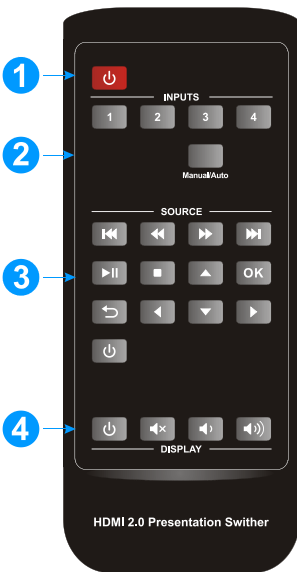 1
INPUTS
1 2 3 4
2
Manual/Auto
SOURCE
3
OK
4
DISPLAY
HDMI 2.0 Presentation Swither